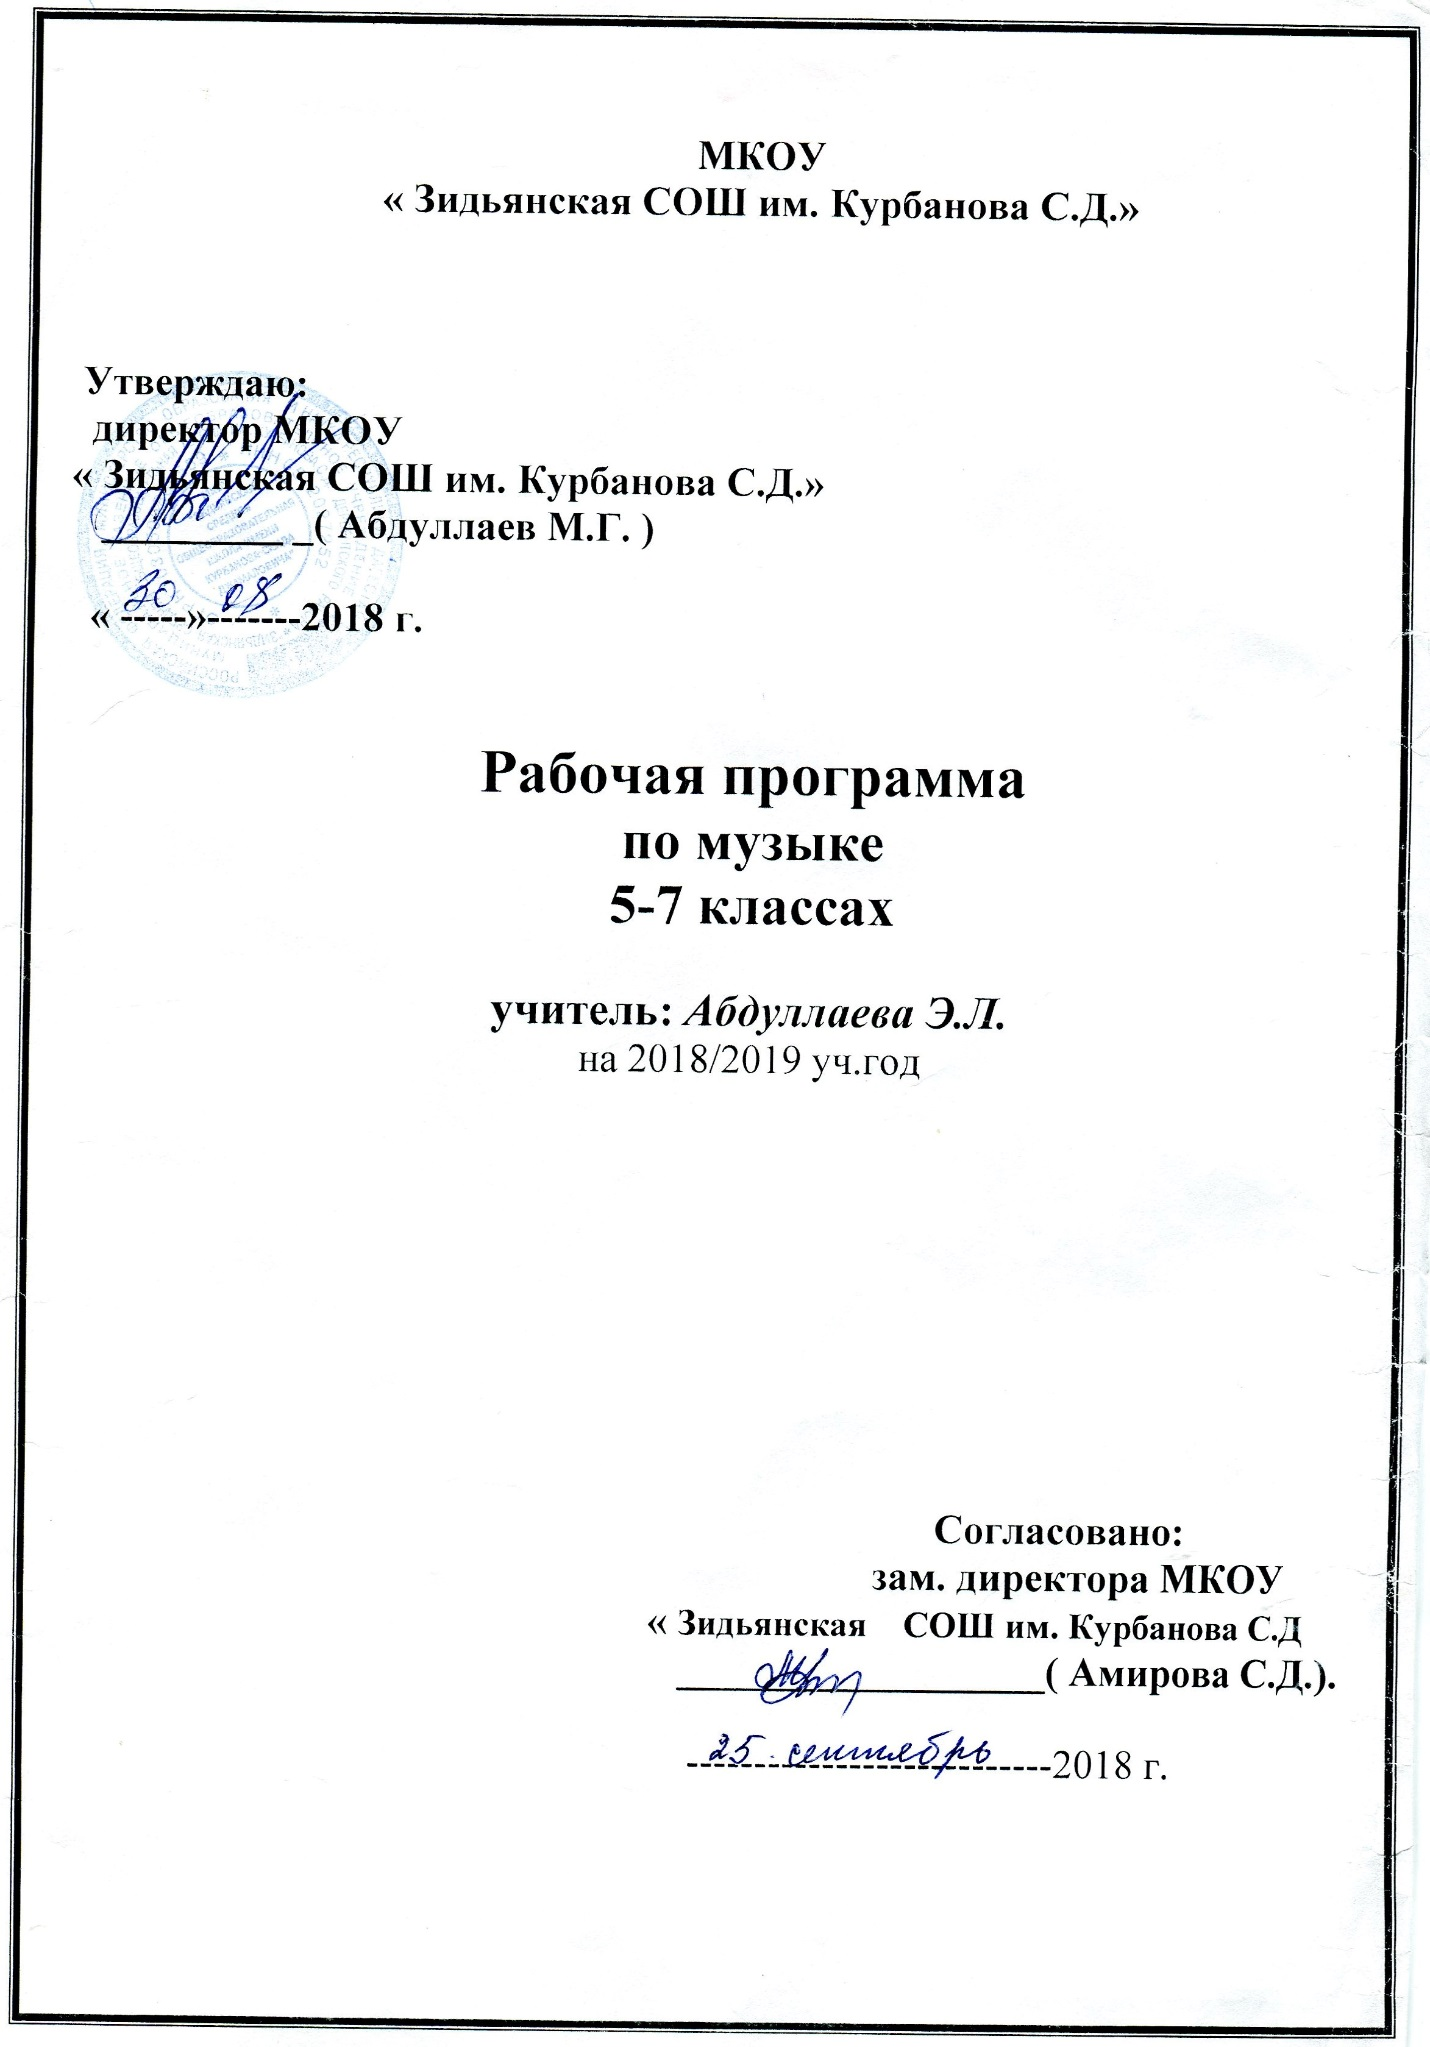 МКОУ
« Зидьянская СОШ им. Курбанова С.Д.»
Утверждаю:
директор МКОУ
« Зидьянская СОШ им. Курбанова С.Д.»
_________ _( Абдуллаев М.Г. )
« 30 » 08 2018 г.
Рабочая программа
по музыке
5-7 классах
учитель: Абдуллаева Э.Л.
на 2018/2019 уч.год
Согласовано:
зам. директора МКОУ
« Зидьянская СОШ им. Курбанова С.Д
__________________( Амирова С.Д.).
25 сентябрь 2018 г.